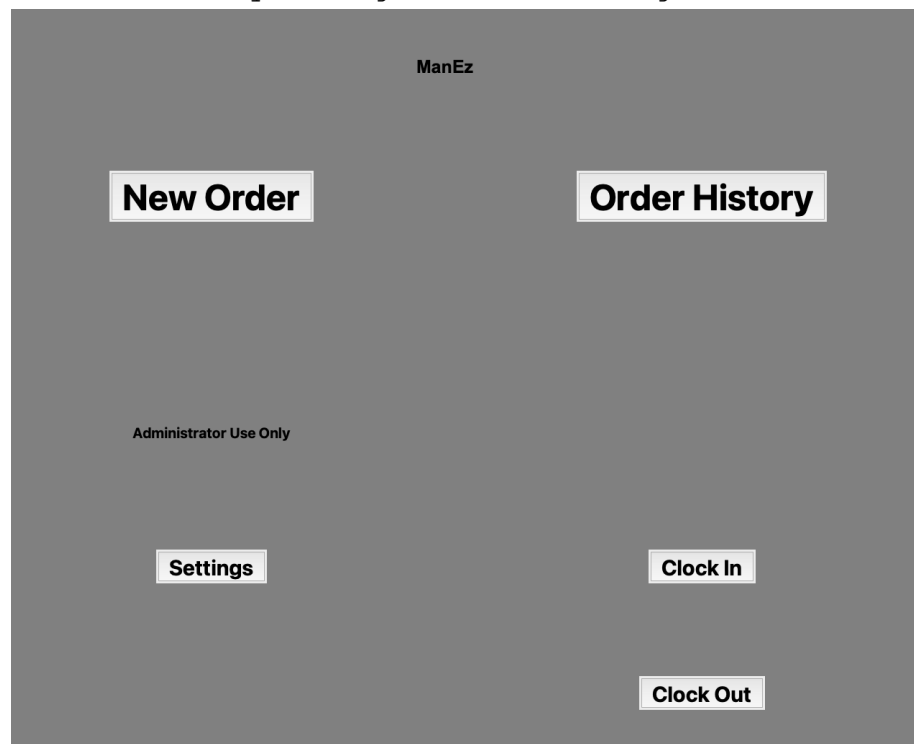 ManEz
New Order
Order History
Administrator Use Only
Settings
Clock In
Clock Out